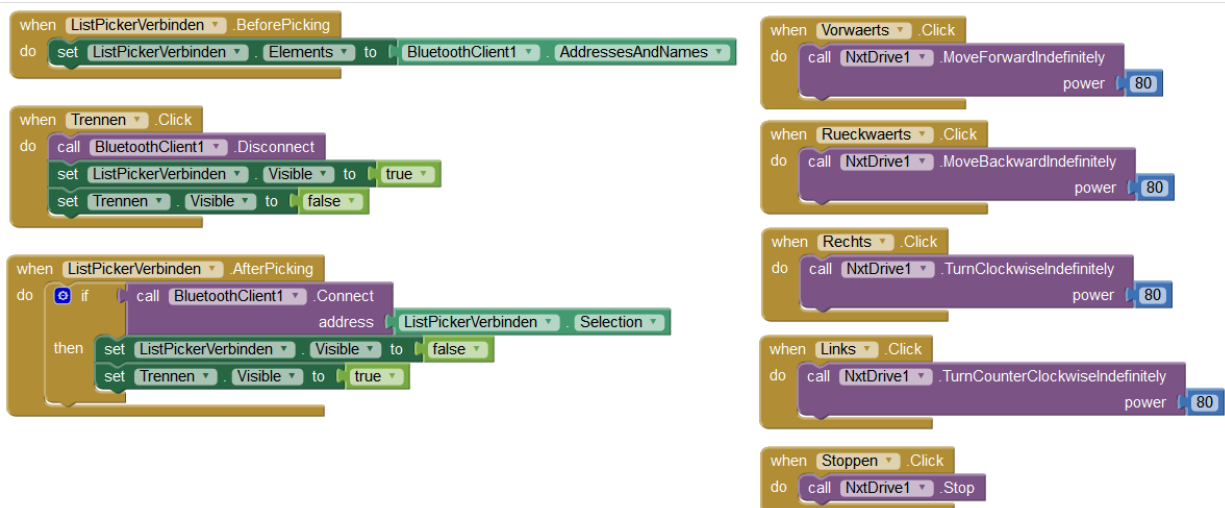 when ListPickerVerbinden .BeforePicking
do set ListPickerVerbinden . Elements to BluetoothClient1 . AddressesAndNames
when Trennen .Click
do call BluetoothClient1 .Disconnect
set ListPickerVerbinden . Visible to true
set Trennen . Visible to false
when ListPickerVerbinden .AfterPicking
do if call BluetoothClient1 .Connect
address ListPickerVerbinden . Selection
then set ListPickerVerbinden . Visible to false
set Trennen . Visible to true
when Vorwaerts .Click
do call NxtDrive1 .MoveForwardIndefinitely
power 80
when Rueckwaerts .Click
do call NxtDrive1 .MoveBackwardIndefinitely
power 80
when Rechts .Click
do call NxtDrive1 .TurnClockwiseIndefinitely
power 80
when Links .Click
do call NxtDrive1 .TurnCounterClockwiseIndefinitely
power 80
when Stoppen .Click
do call NxtDrive1 .Stop